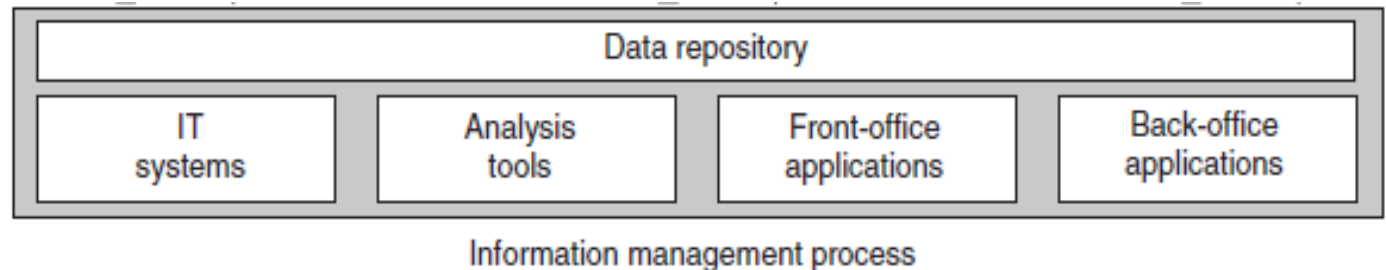 Data repository
IT
systems
Analysis
tools
Front-office
applications
Back-office
applications
Information management process